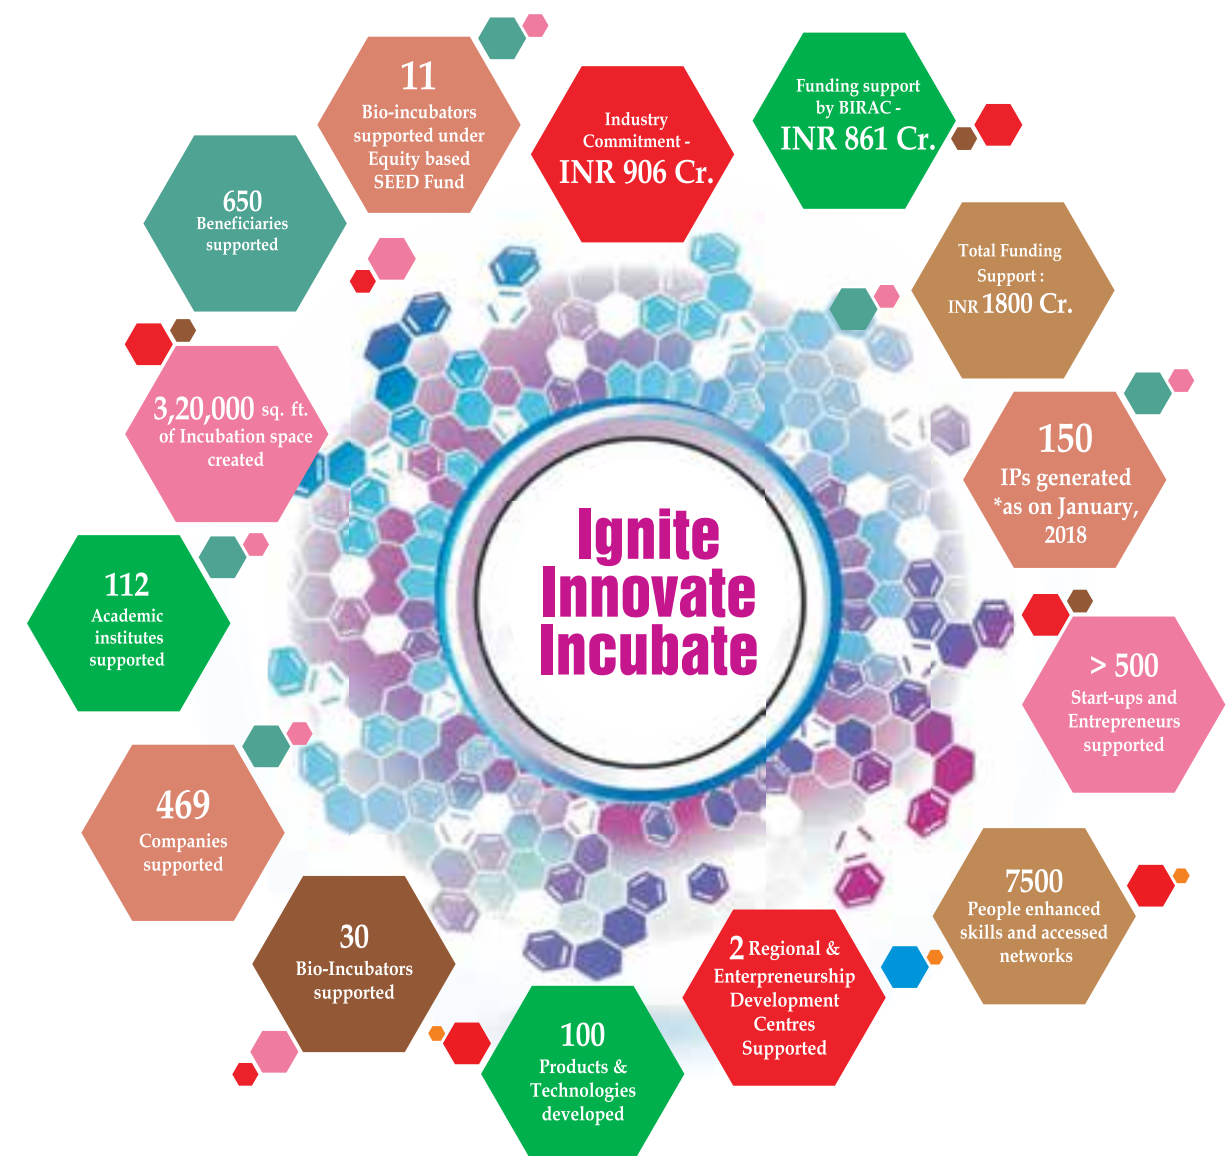 11
Bio-incubators
supported under
Equity based
SEED Fund
Industry
Commitment -
INR 906 Cr.
Funding support
by BIRAC -
INR 861 Cr.
Total Funding
Support :
INR 1800 Cr.
150
IPs generated
*as on January,
2018
> 500
Start-ups and
Entrepreneurs
supported
7500
People enhanced
skills and accessed
networks
2 Regional &
Enterpreneurship
Development
Centres
Supported
100
Products &
Technologies
developed
30
Bio-Incubators
supported
469
Companies
supported
112
Academic
institutes
supported
3,20,000 sq. ft.
of Incubation space
created
650
Beneficiaries
supported
Ignite
Innovate
Incubate